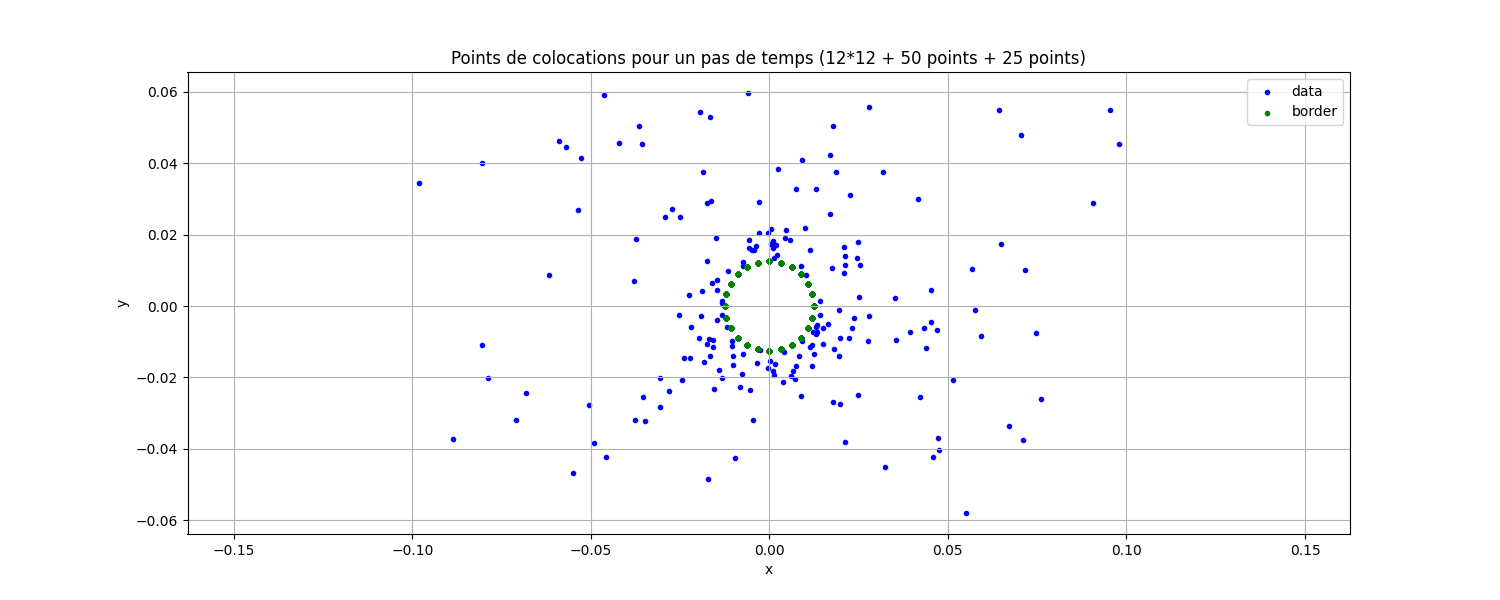 Points de colocations pour un pas de temps (12*12 + 50 points + 25 points)
data
border
0.06
0.04
0.02
0.00
−0.02
−0.04
−0.06
y
−0.15
−0.10
−0.05
0.00
0.05
0.10
0.15
x